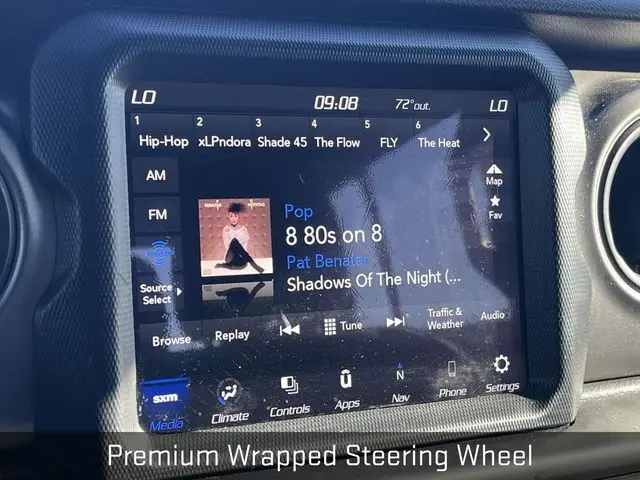 LO 09:08 72°out. LO
1 2 3 4 5 6
Hip-Hop xLPndora Shade 45 The Flow FLY The Heat
AM
FM
Source
Select
Map
Fav
Pop
8 80s on 8
Pat Benatar
Shadows Of The Night (...
Browse Replay Tune Traffic &
Weather Audio
sxm
Media Climate Controls Apps N
Nav Phone Settings
Premium Wrapped Steering Wheel